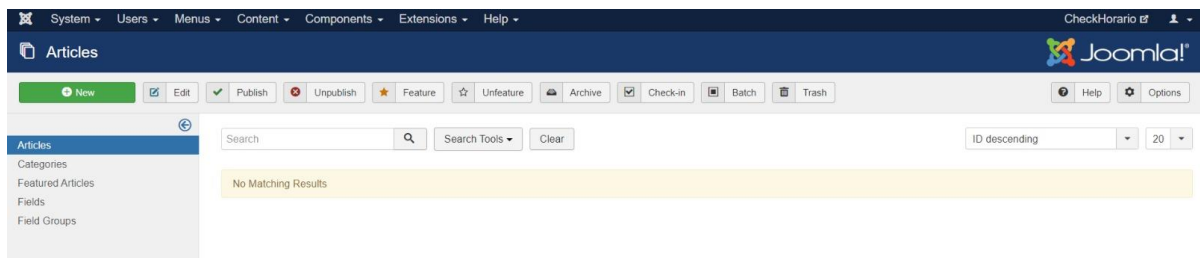 System Users Menus Content Components Extensions Help CheckHorario
Articles Joomla!
New Edit Publish Unpublish Feature Unfeature Archive Check-in Batch Trash Help Options
Search Search Tools Clear ID descending 20
Articles
Categories
Featured Articles
Fields
Field Groups
No Matching Results